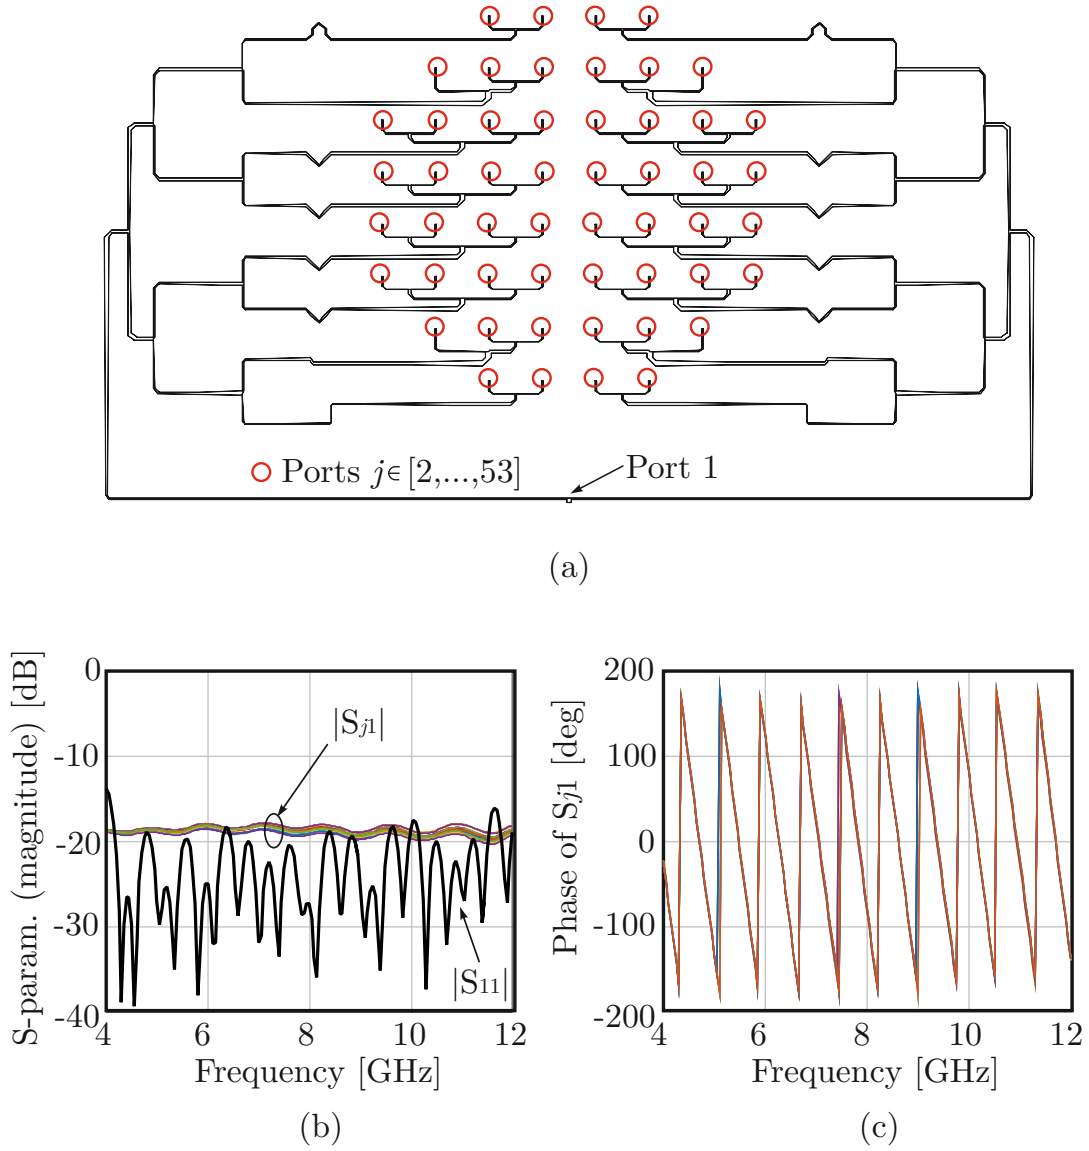 Ports j∈[2,...,53]
Port 1
(a)
S-param. (magnitude) [dB]
0
-10
-20
-30
-40
|Sj1|
|S11|
4
6
8
10
12
Frequency [GHz]
(b)
Phase of Sj1 [deg]
200
100
0
-100
-200
4
6
8
10
12
Frequency [GHz]
(c)